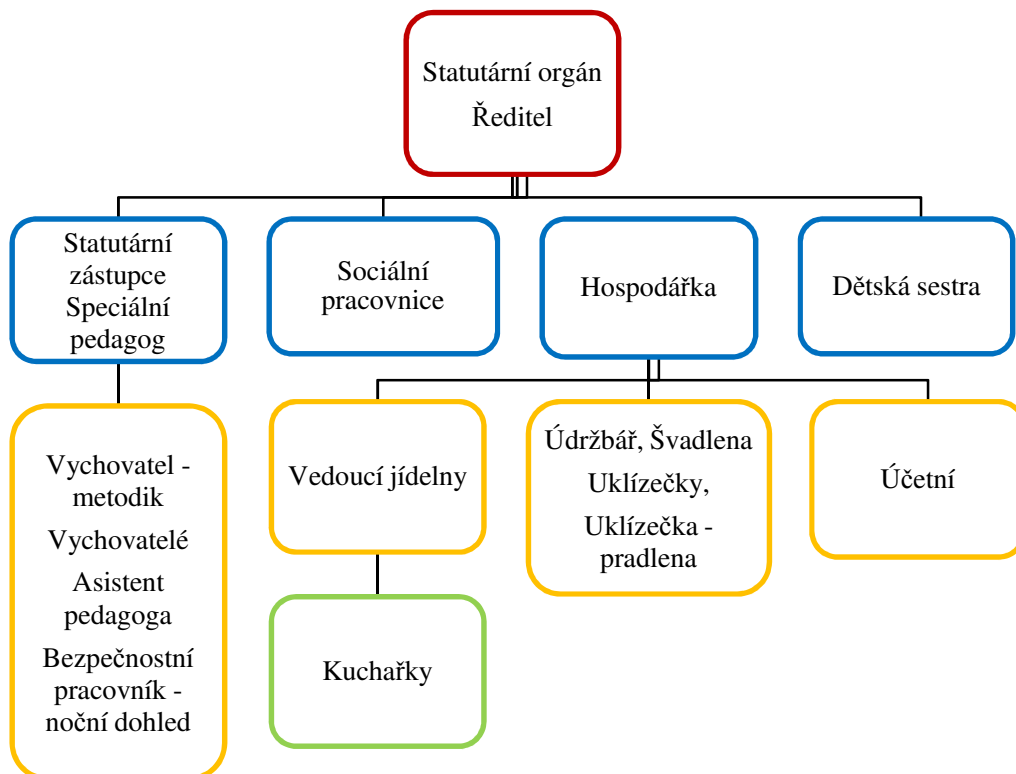 Statutární orgán
Ředitel
Statutární
zástupce
Speciální
pedagog
Sociální
pracovnice
Hospodářka
Dětská sestra
Vychovatel -
metodik
Vychovatelé
Asistent
pedagoga
Bezpečnostní
pracovník -
noční dohled
Vedoucí jídelny
Údržbář, Švadlena
Uklízečky,
Uklízečka -
pradlena
Účetní
Kuchařky